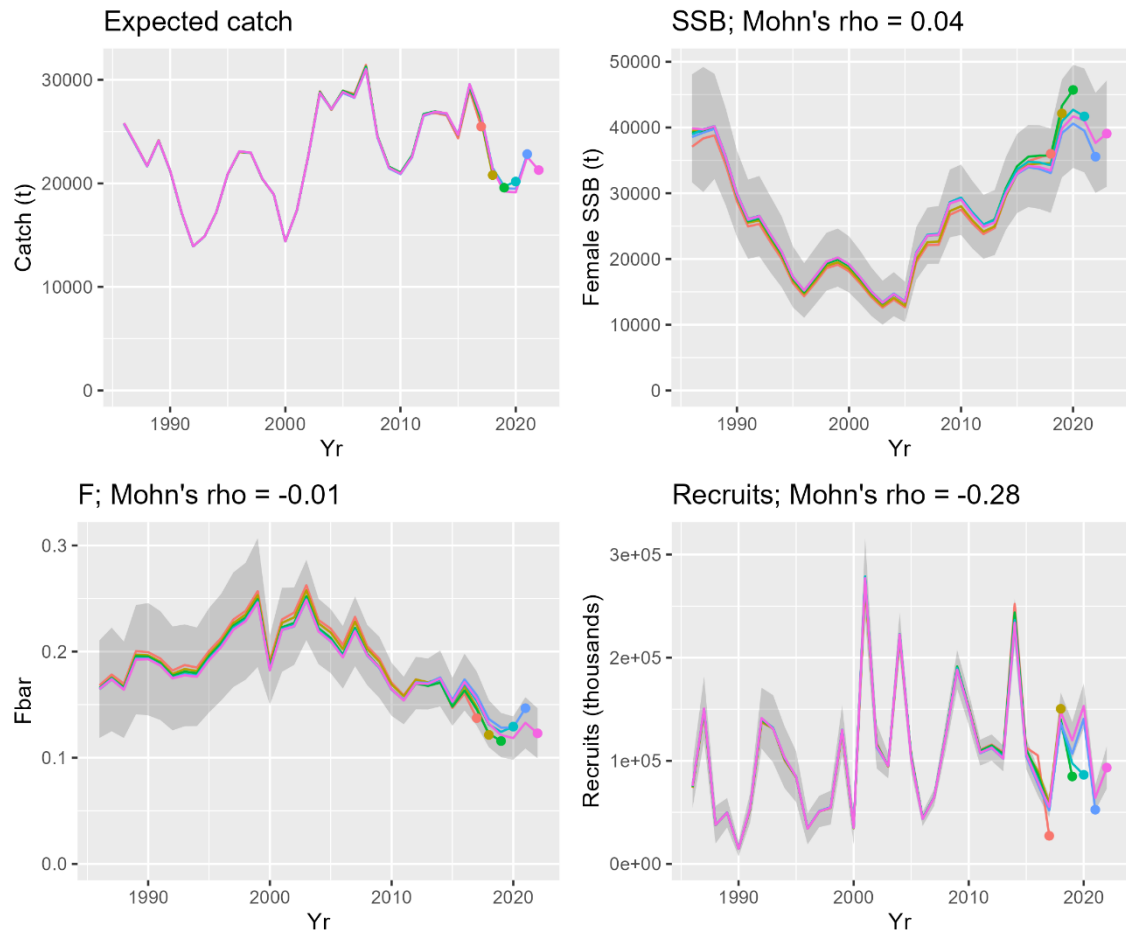 Expected catch
Catch (t)
30000
20000
10000
0
1990
2000
2010
2020
Yr
SSB; Mohn's rho = 0.04
Female SSB (t)
50000
40000
30000
20000
10000
0
1990
2000
2010
2020
Yr
F; Mohn's rho = -0.01
Fbar
0.3
0.2
0.1
0.0
1990
2000
2010
2020
Yr
Recruits; Mohn's rho = -0.28
Recruits (thousands)
3e+05
2e+05
1e+05
0e+00
1990
2000
2010
2020
Yr